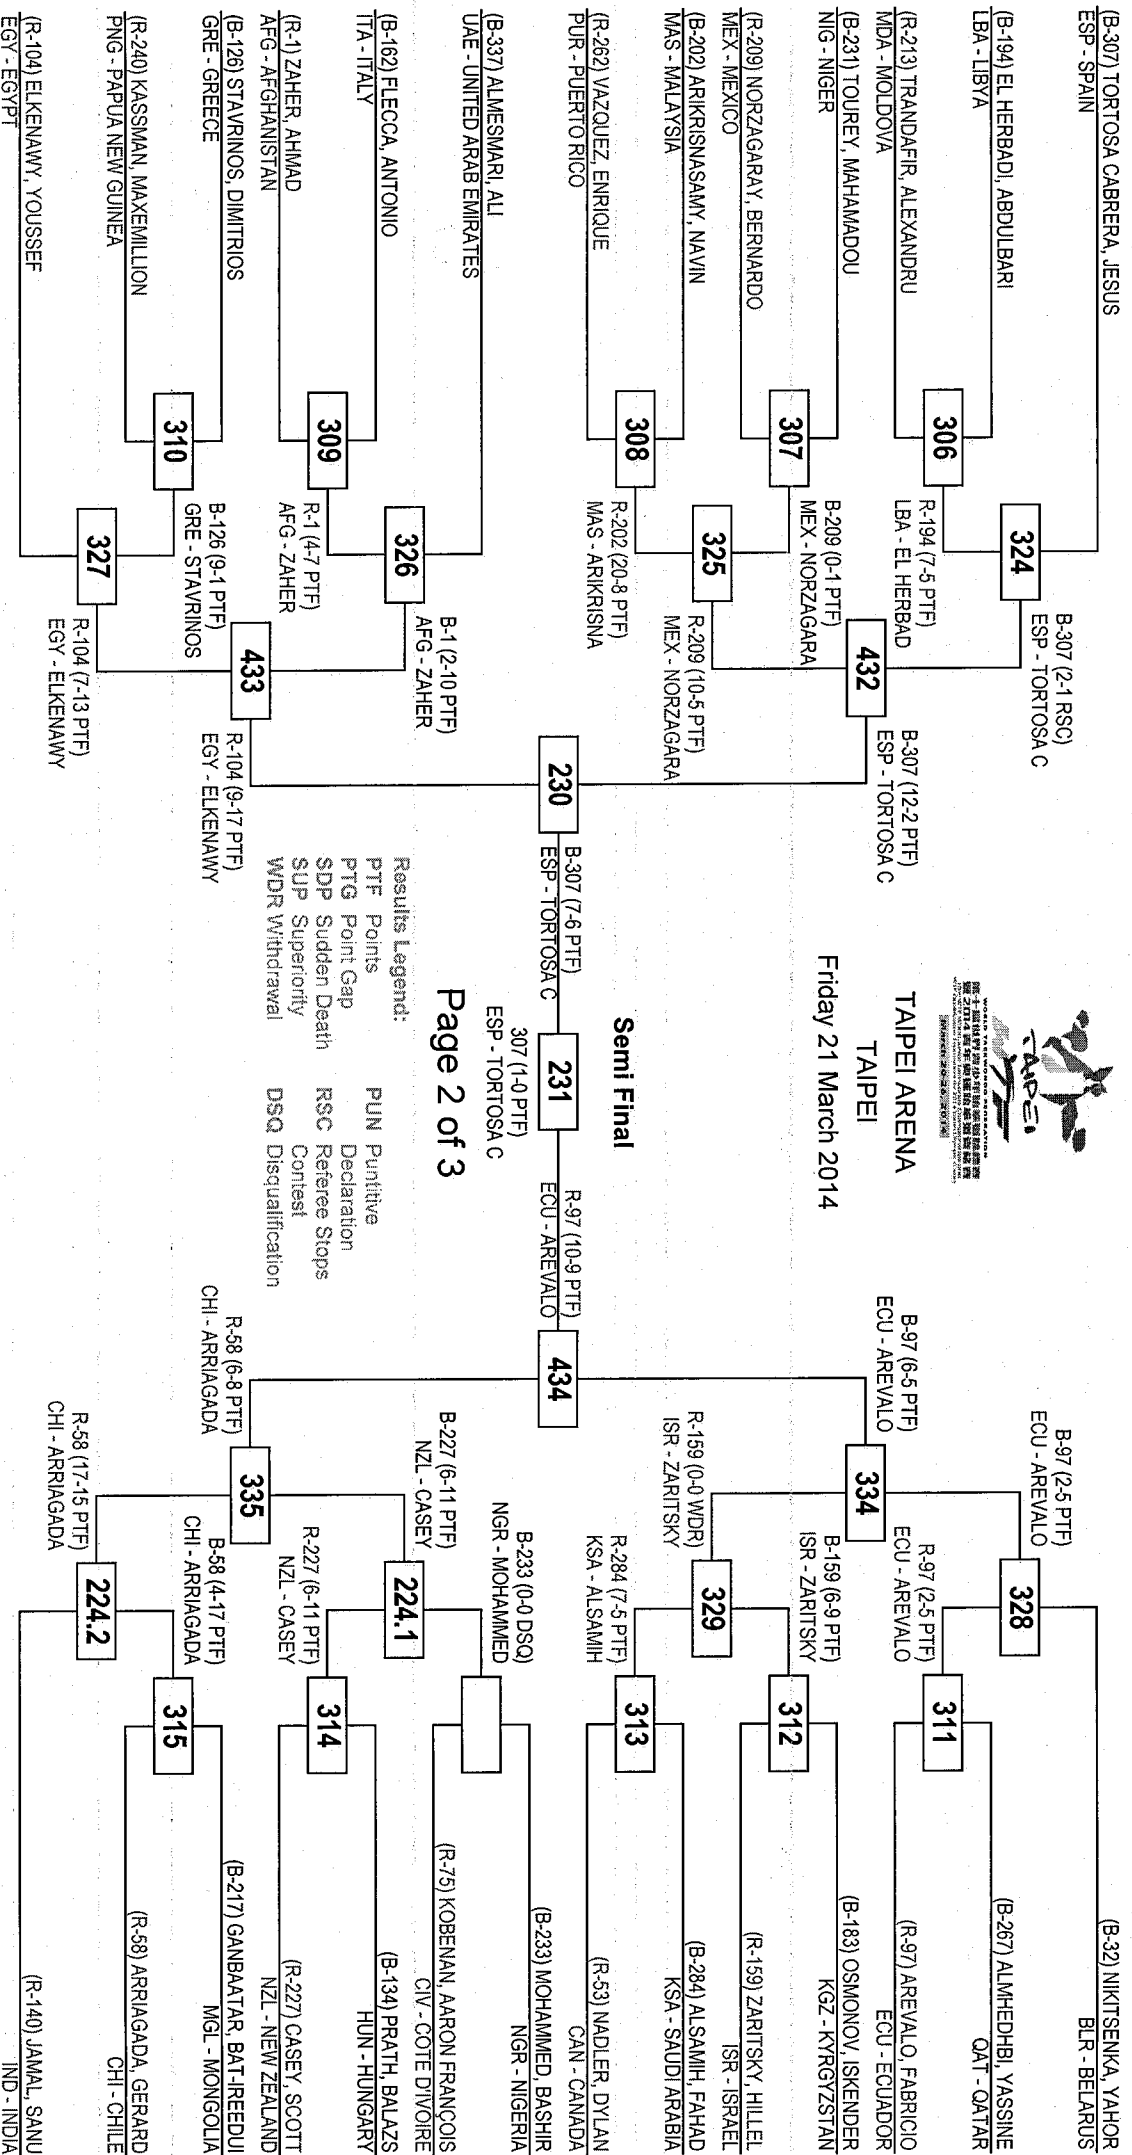 (B-307) TORTOSA CABRERA, JESUS
ESP - SPAIN
(B-194) EL HERBADI, ABDULBARI
LBA - LIBYA
(R-213) TRANDAFIR, ALEXANDRU
MDA - MOLDOVA
(B-231) TOUREY, MAHAMADOU
NIG - NIGER
(R-209) NORZAGARAY, BERNARDO
MEX - MEXICO
(B-202) ARIKRISNASAMY, NAVIN
MAS - MALAYSIA
(R-262) VAZQUEZ, ENRIQUE
PUR - PUERTO RICO
(B-337) ALMESMARI, ALI
UAE - UNITED ARAB EMIRATES
(B-162) FLECCA, ANTONIO
ITA - ITALY
(R-1) ZAHER, AHMAD
AFG - AFGHANISTAN
(B-126) STAVRINOS, DIMITRIOS
GRE - GREECE
(R-240) KASSMAN, MAXEMILLION
PNG - PAPUA NEW GUINEA
(R-104) ELKENAWY, YOUSSEF
EGY - EGYPT
306
307
308
309
310
R-194 (7-5 PTF)
LBA - EL HERBAD
B-209 (0-1 PTF)
MEX - NORZAGARA
R-202 (20-8 PTF)
MAS - ARIKRISNA
R-1 (4-7 PTF)
AFG - ZAHER
B-126 (9-1 PTF)
GRE - STAVRINOS
324
325
326
327
B-307 (2-1 RSC)
ESP - TORTOSA C
R-209 (10-5 PTF)
MEX - NORZAGARA
B-1 (2-10 PTF)
AFG - ZAHER
R-104 (7-13 PTF)
EGY - ELKENAWY
432
433
B-307 (12-2 PTF)
ESP - TORTOSA C
R-104 (9-17 PTF)
EGY - ELKENAWY
230
B-307 (7-6 PTF)
ESP - TORTOSA C
TAIPEI
WORLD TAEKWONDO FEDERATION
TAIPEI ARENA
TAIPEI
Friday 21 March 2014
Semi Final
231
307 (1-0 PTF)
ESP - TORTOSA C
Page 2 of 3
Results Legend:
PTF Points
PTG Point Gap
SDP Sudden Death
SUP Superiority
WDR Withdrawal
PUN Puntitive
Declaration
RSC Referee Stops
Contest
DSQ Disqualification
R-97 (10-9 PTF)
ECU - AREVALO
434
B-97 (6-5 PTF)
ECU - AREVALO
R-58 (6-8 PTF)
CHI - ARRIAGADA
334
335
B-97 (2-5 PTF)
ECU - AREVALO
R-159 (0-0 WDR)
ISR - ZARITSKY
B-227 (6-11 PTF)
NZL - CASEY
R-58 (17-15 PTF)
CHI - ARRIAGADA
328
329
224.1
224.2
R-97 (2-5 PTF)
ECU - AREVALO
B-159 (6-9 PTF)
ISR - ZARITSKY
R-284 (7-5 PTF)
KSA - ALSAMIH
B-233 (0-0 DSQ)
NGR - MOHAMMED
R-227 (6-11 PTF)
NZL - CASEY
B-58 (4-17 PTF)
CHI - ARRIAGADA
311
312
313
314
315
(B-32) NIKITSENKA, YAHOR
BLR - BELARUS
(B-267) ALMHEDHBI, YASSINE
QAT - QATAR
(R-97) AREVALO, FABRICIO
ECU - ECUADOR
(B-183) OSMONOV, ISKENDER
KGZ - KYRGYZSTAN
(R-159) ZARITSKY, HILLEL
ISR - ISRAEL
(B-284) ALSAMIH, FAHAD
KSA - SAUDI ARABIA
(R-53) NADLER, DYLAN
CAN - CANADA
(B-233) MOHAMMED, BASHIR
NGR - NIGERIA
(R-75) KOBENAN, AARON FRANÇOIS
CIV - COTE D'IVOIRE
(B-134) PRATH, BALAZS
HUN - HUNGARY
(R-227) CASEY, SCOTT
NZL - NEW ZEALAND
(B-217) GANBAATAR, BAT-IREEDUI
MGL - MONGOLIA
(R-58) ARRIAGADA, GERARD
CHI - CHILE
(R-140) JAMAL, SANU
IND - INDIA